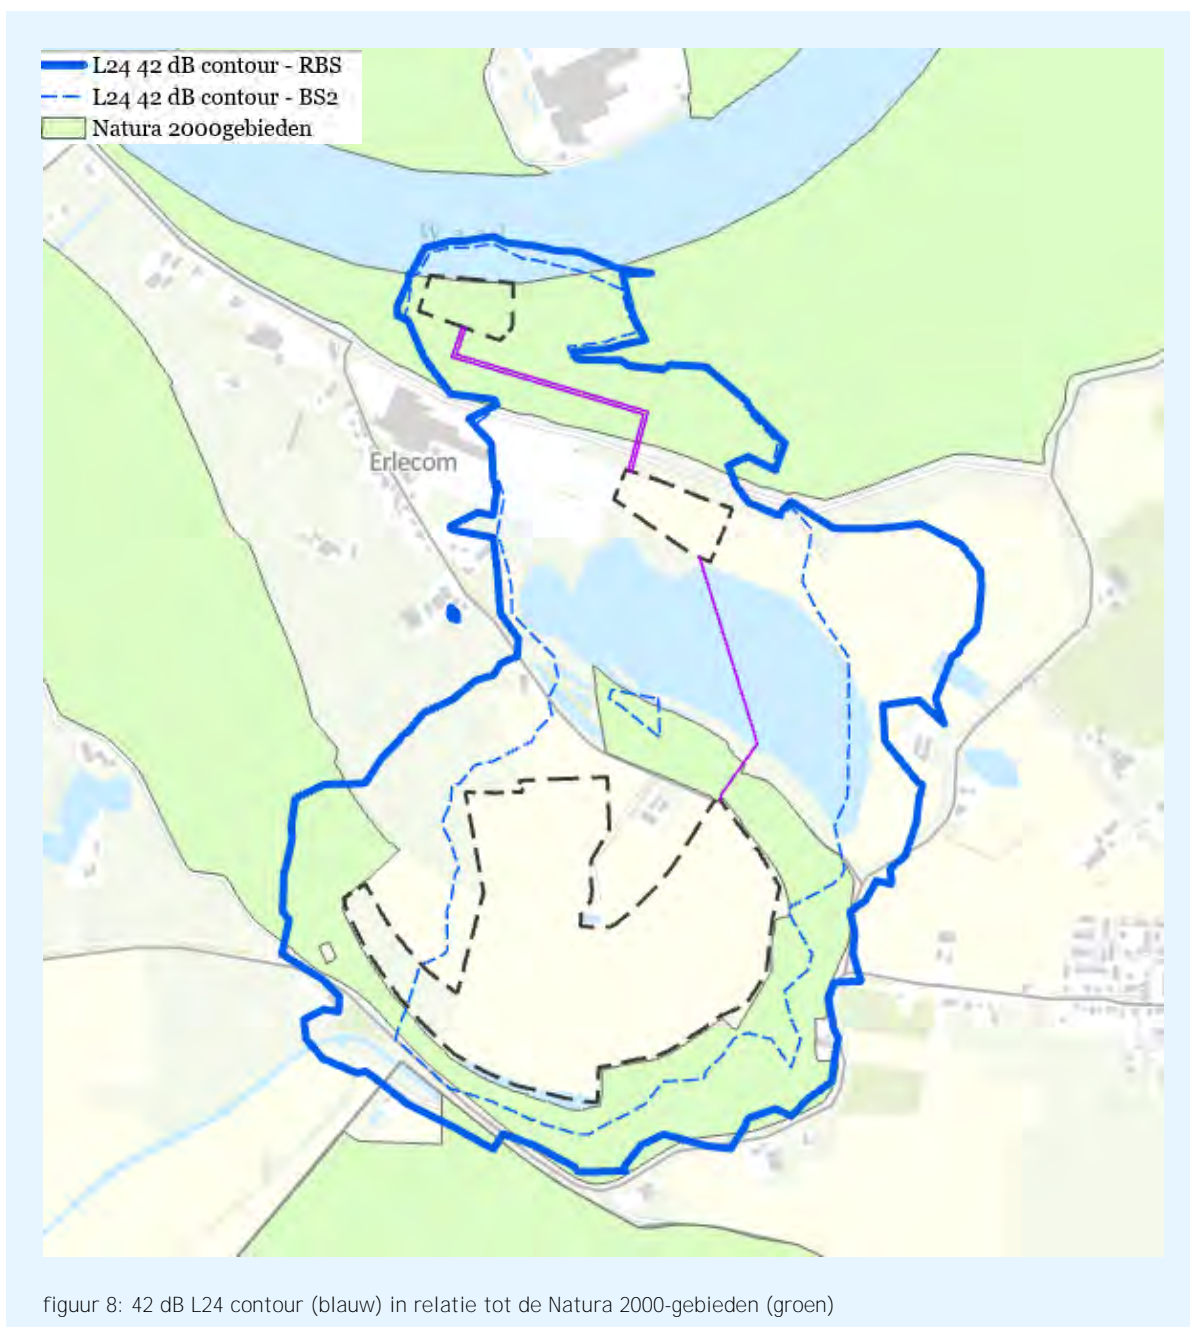 L24 42 dB contour - RBS
L24 42 dB contour - BS2
Natura 2000gebieden
Waal
Erlecom
figuur 8: 42 dB L24 contour (blauw) in relatie tot de Natura 2000-gebieden (groen)